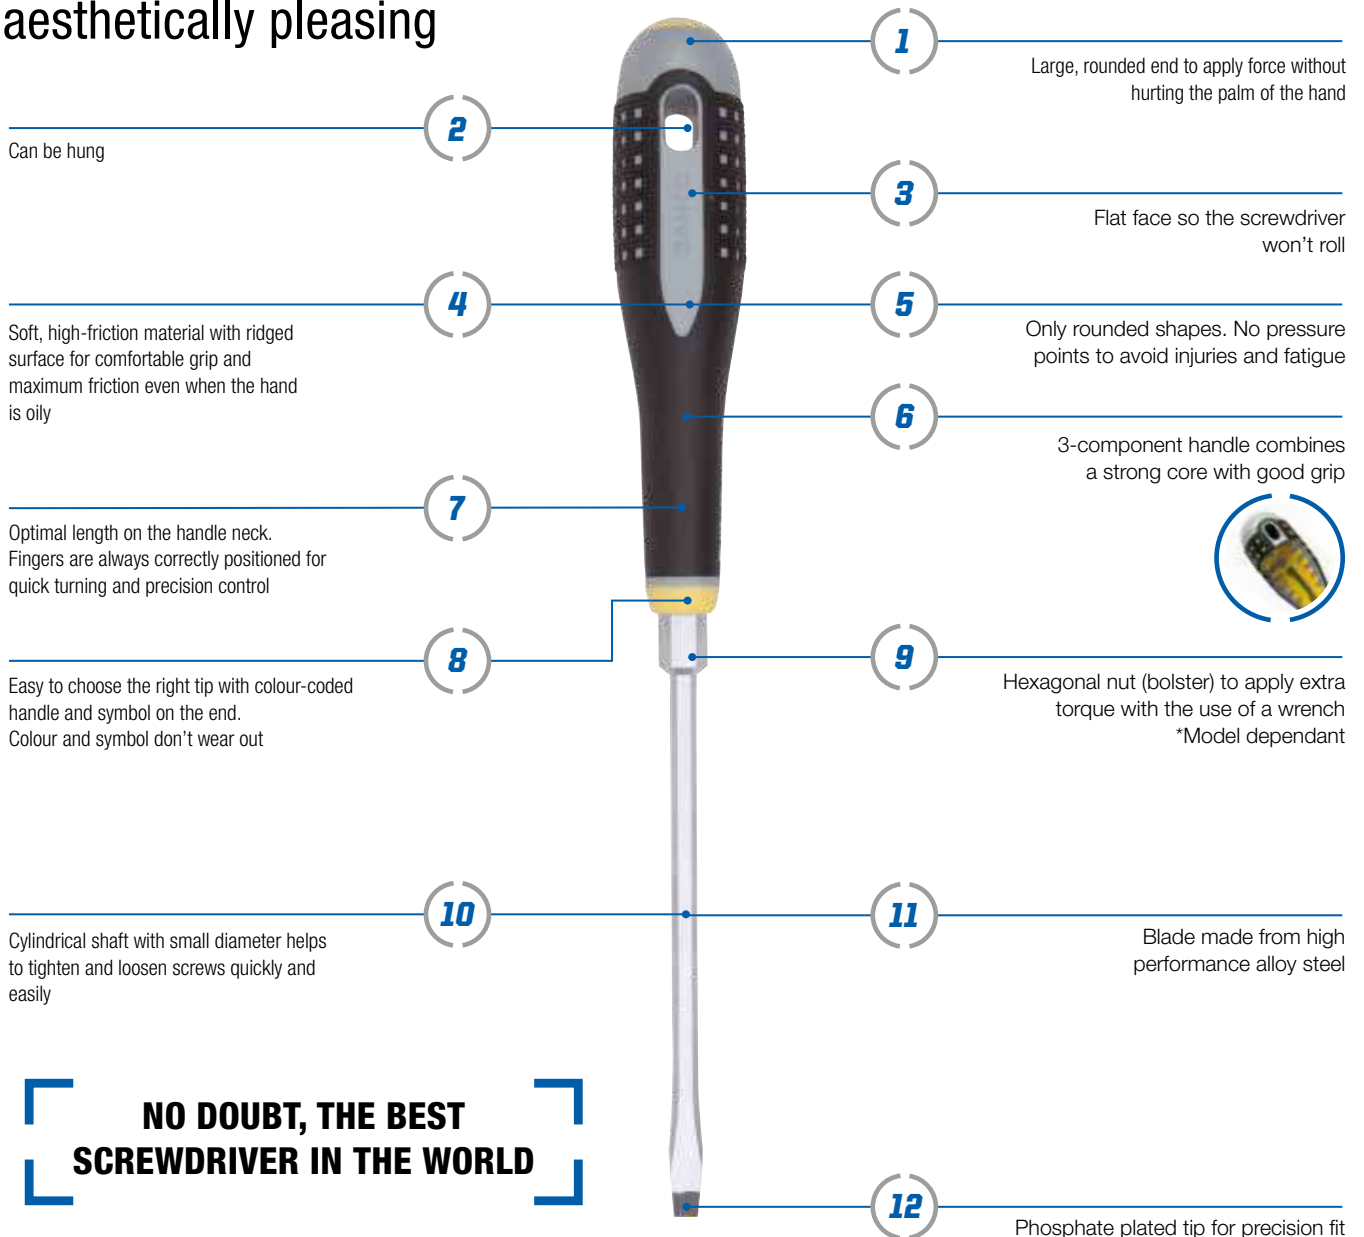 aesthetically pleasing
1
Large, rounded end to apply force without
hurting the palm of the hand
2
Can be hung
3
Flat face so the screwdriver
won't roll
4
Soft, high-friction material with ridged
surface for comfortable grip and
maximum friction even when the hand
is oily
5
Only rounded shapes. No pressure
points to avoid injuries and fatigue
6
3-component handle combines
a strong core with good grip
7
Optimal length on the handle neck.
Fingers are always correctly positioned for
quick turning and precision control
8
Easy to choose the right tip with colour-coded
handle and symbol on the end.
Colour and symbol don't wear out
9
Hexagonal nut (bolster) to apply extra
torque with the use of a wrench
*Model dependant
10
Cylindrical shaft with small diameter helps
to tighten and loosen screws quickly and
easily
11
Blade made from high
performance alloy steel
NO DOUBT, THE BEST
SCREWDRIVER IN THE WORLD
12
Phosphate plated tip for precision fit